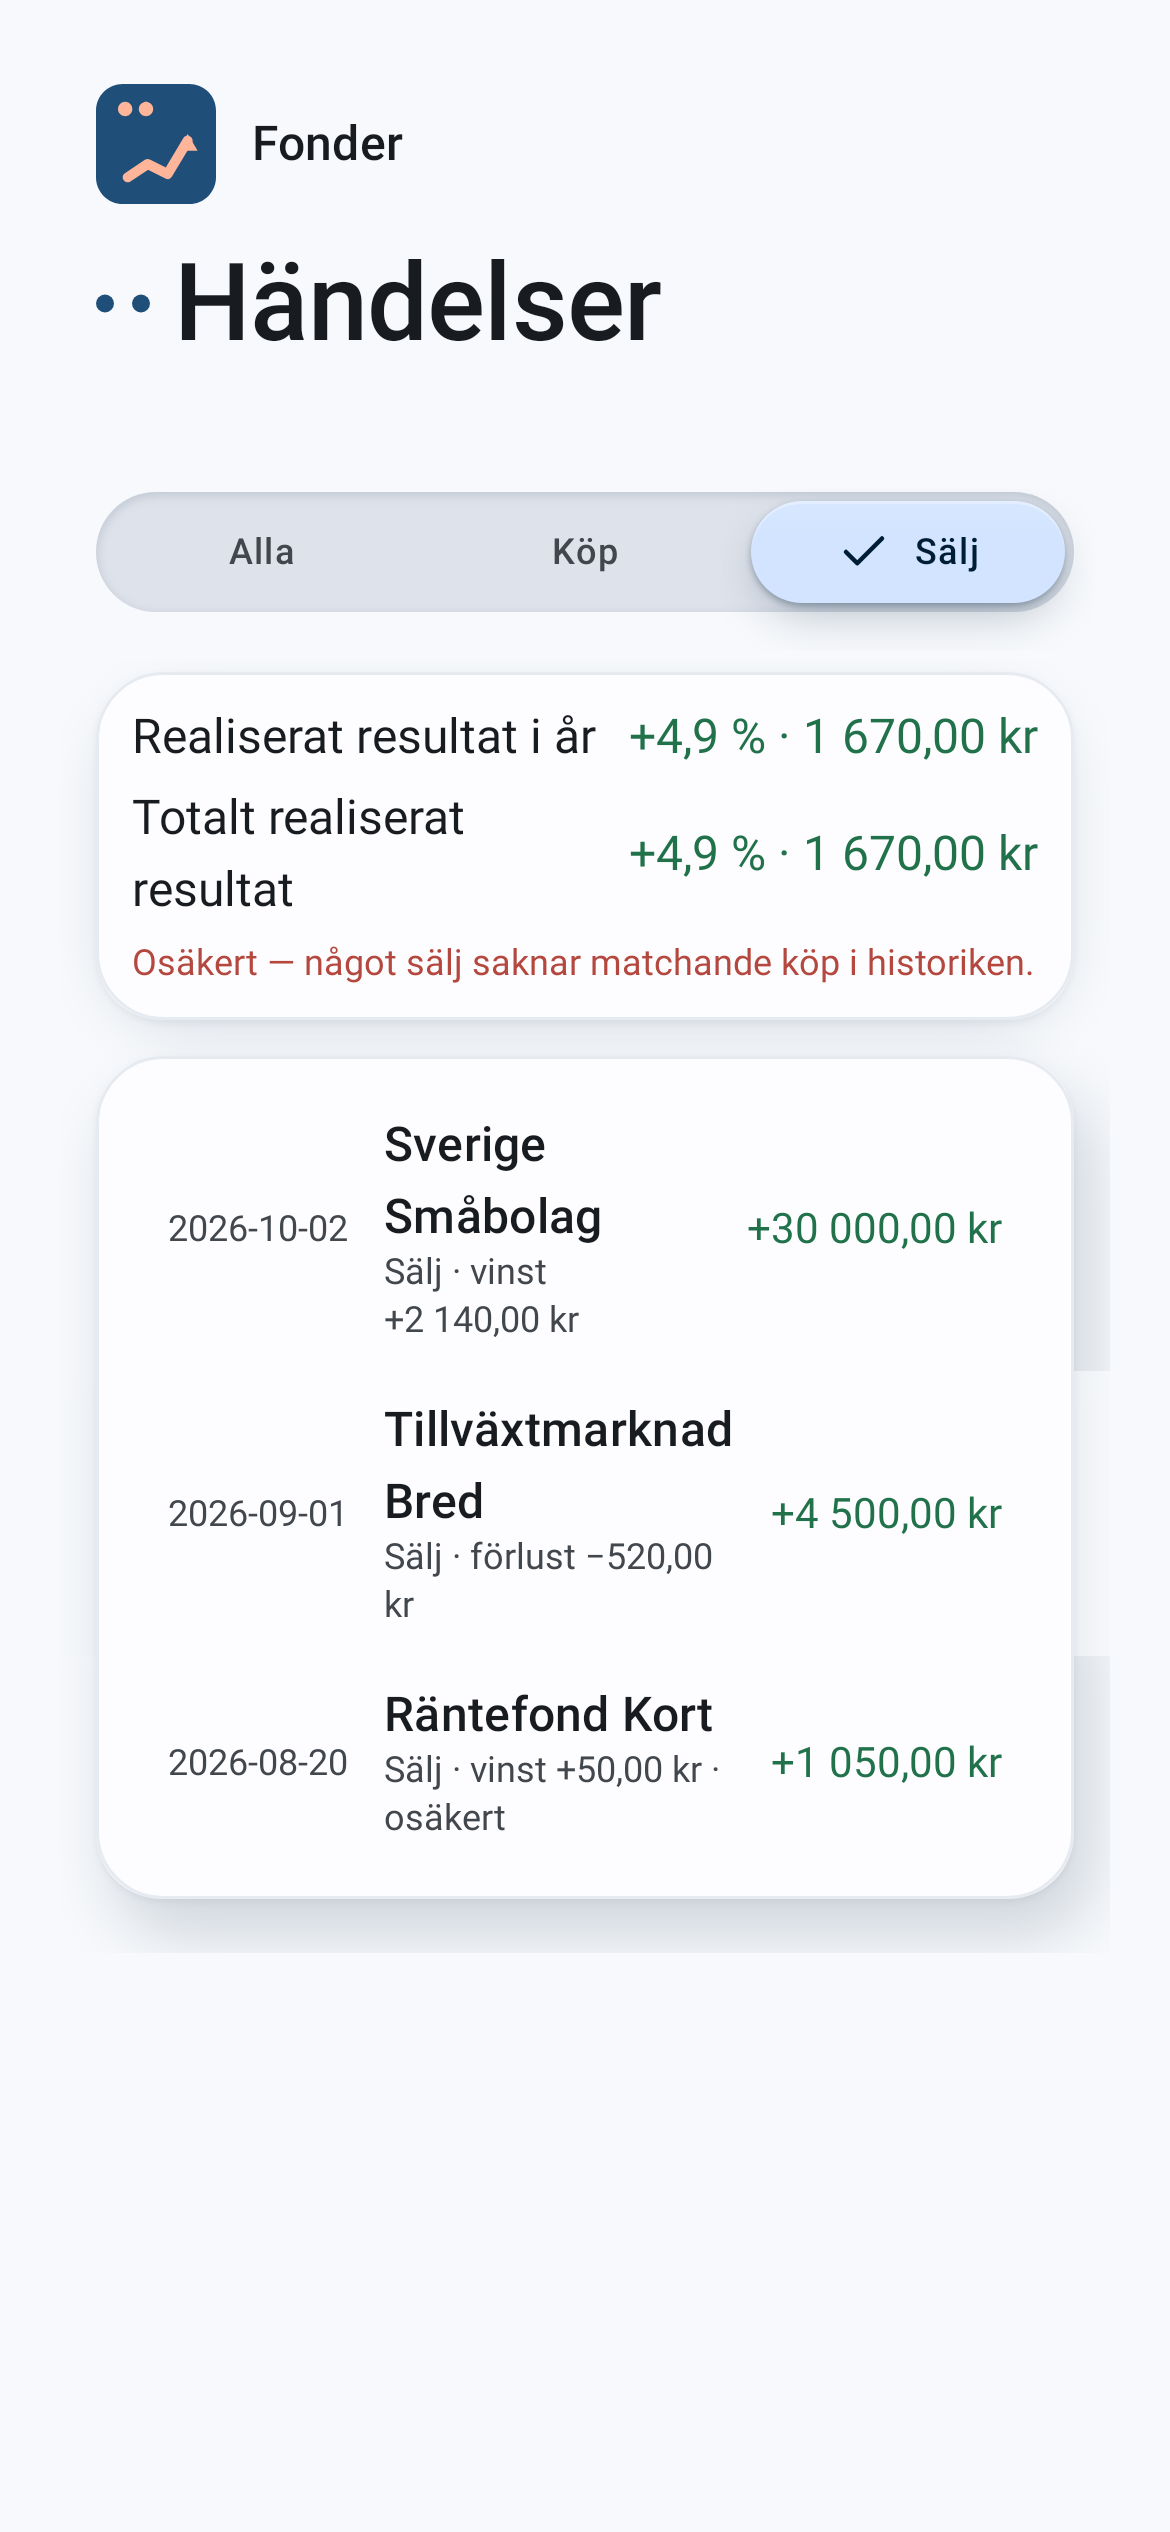 Fonder
Händelser
Alla
Köp
Sälj
Realiserat resultat i år
+4,9 % · 1 670,00 kr
Totalt realiserat
resultat
+4,9 % · 1 670,00 kr
Osäkert — något sälj saknar matchande köp i historiken.
2026-10-02
Sverige
Småbolag
Sälj · vinst
+2 140,00 kr
+30 000,00 kr
2026-09-01
Tillväxtmarknad
Bred
Sälj · förlust −520,00
kr
+4 500,00 kr
2026-08-20
Räntefond Kort
Sälj · vinst +50,00 kr ·
osäkert
+1 050,00 kr